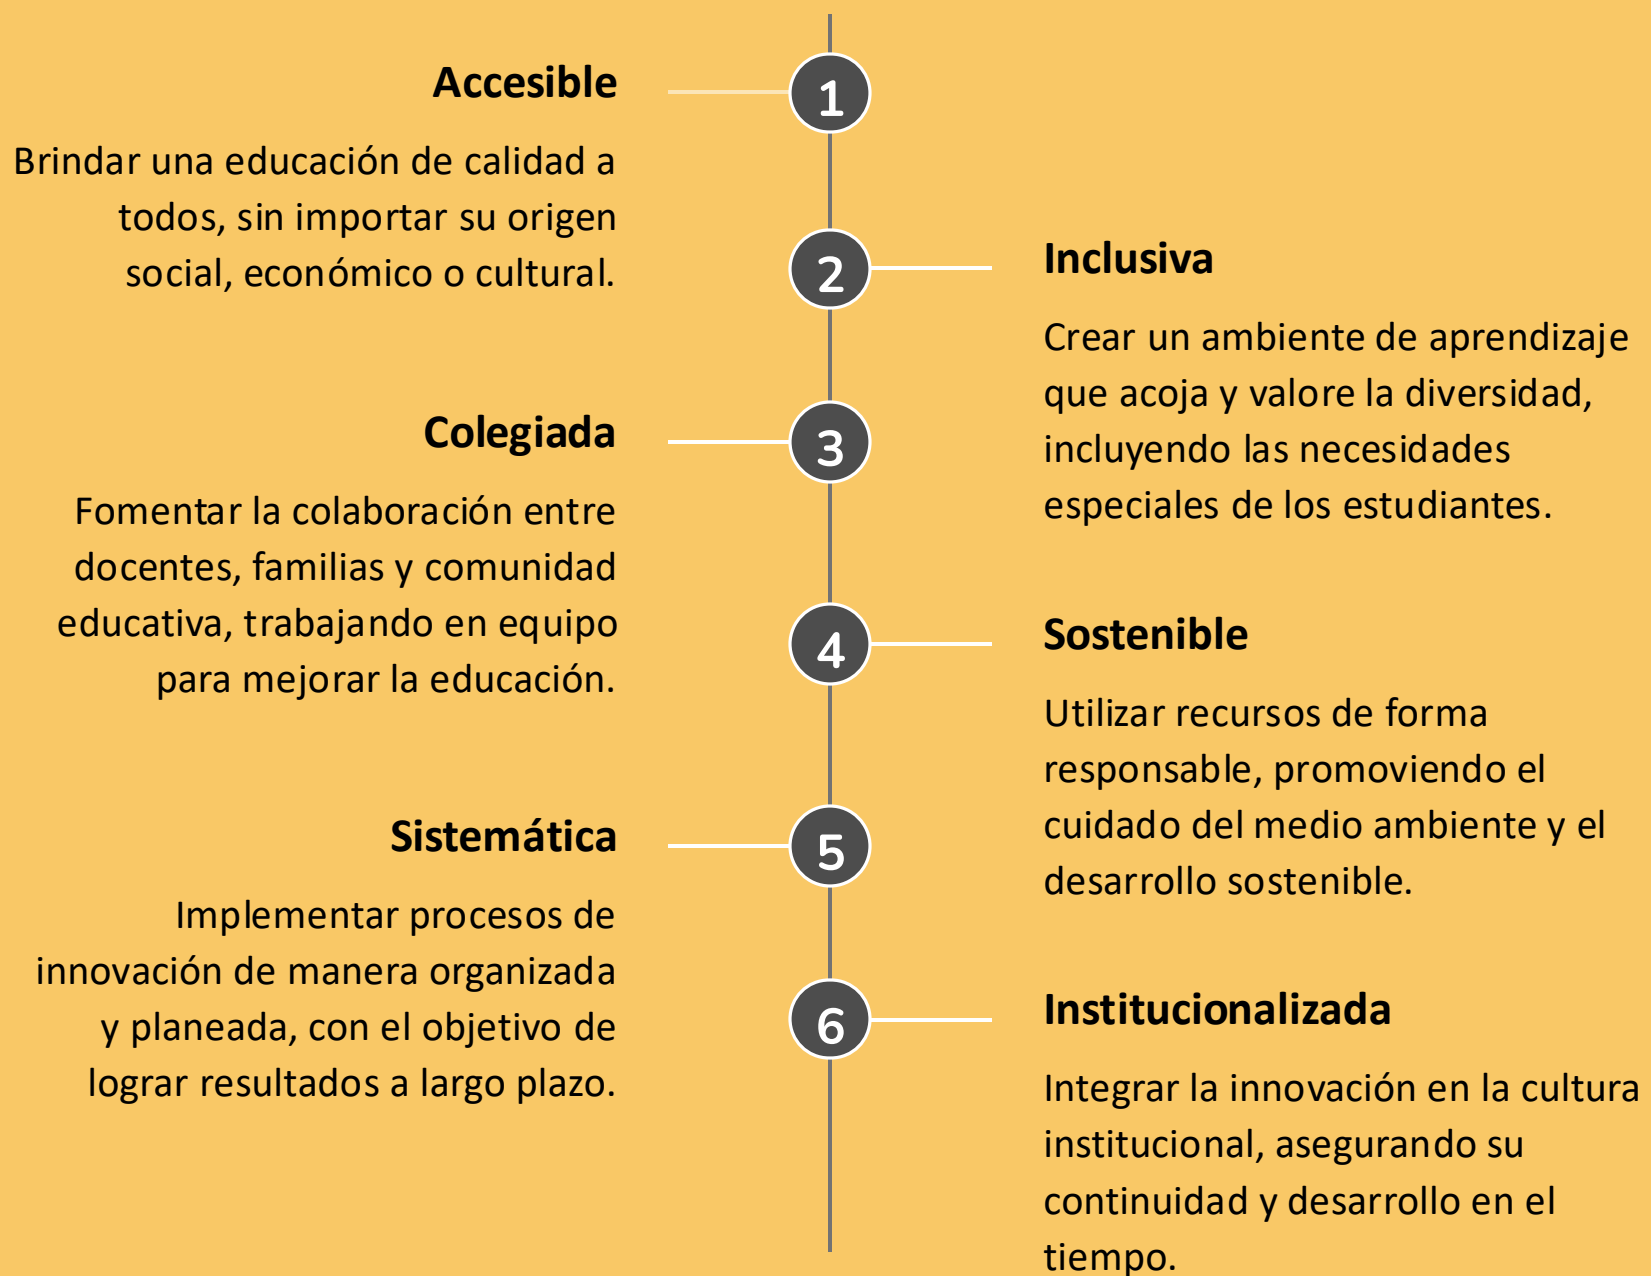 1
Accesible
Brindar una educación de calidad a
todos, sin importar su origen
social, económico o cultural.
2
Inclusiva
Crear un ambiente de aprendizaje
que acoja y valore la diversidad,
incluyendo las necesidades
especiales de los estudiantes.
3
Colegiada
Fomentar la colaboración entre
docentes, familias y comunidad
educativa, trabajando en equipo
para mejorar la educación.
4
Sostenible
Utilizar recursos de forma
responsable, promoviendo el
cuidado del medio ambiente y el
desarrollo sostenible.
5
Sistemática
Implementar procesos de
innovación de manera organizada
y planeada, con el objetivo de
lograr resultados a largo plazo.
6
Institucionalizada
Integrar la innovación en la cultura
institucional, asegurando su
continuidad y desarrollo en el
tiempo.